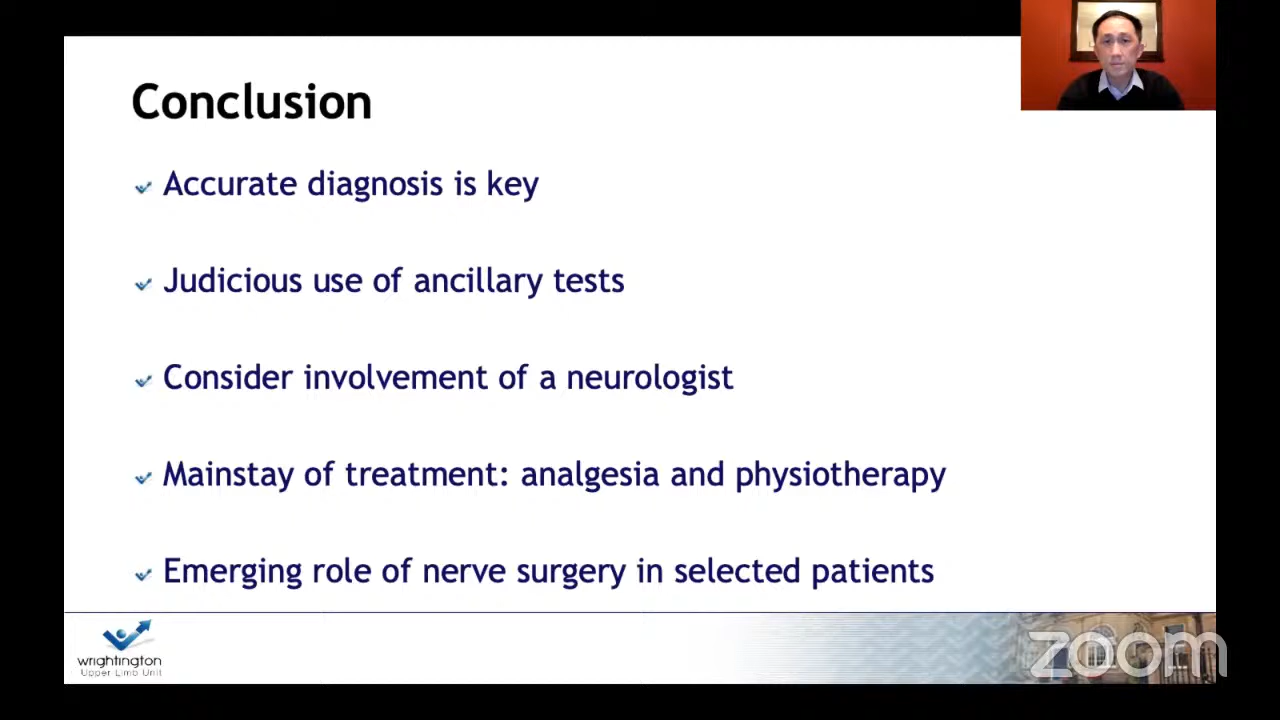 Conclusion
Accurate diagnosis is key
Judicious use of ancillary tests
Consider involvement of a neurologist
Mainstay of treatment: analgesia and physiotherapy
Emerging role of nerve surgery in selected patients
wrightington
Upper Limb Unit
zoom